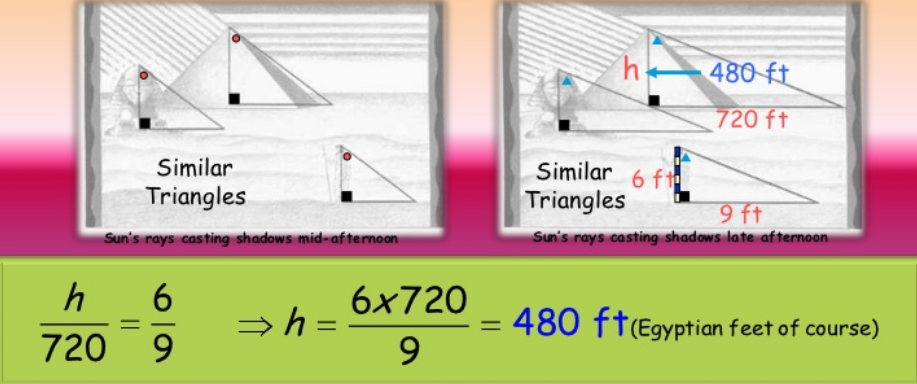 Similar
Triangles
Sun's rays casting shadows mid-afternoon
h
480 ft
720 ft
Similar
Triangles
6 ft
9 ft
Sun's rays casting shadows late afternoon
h/720 = 6/9 ⇒ h = 6x720/9 = 480 ft (Egyptian feet of course)